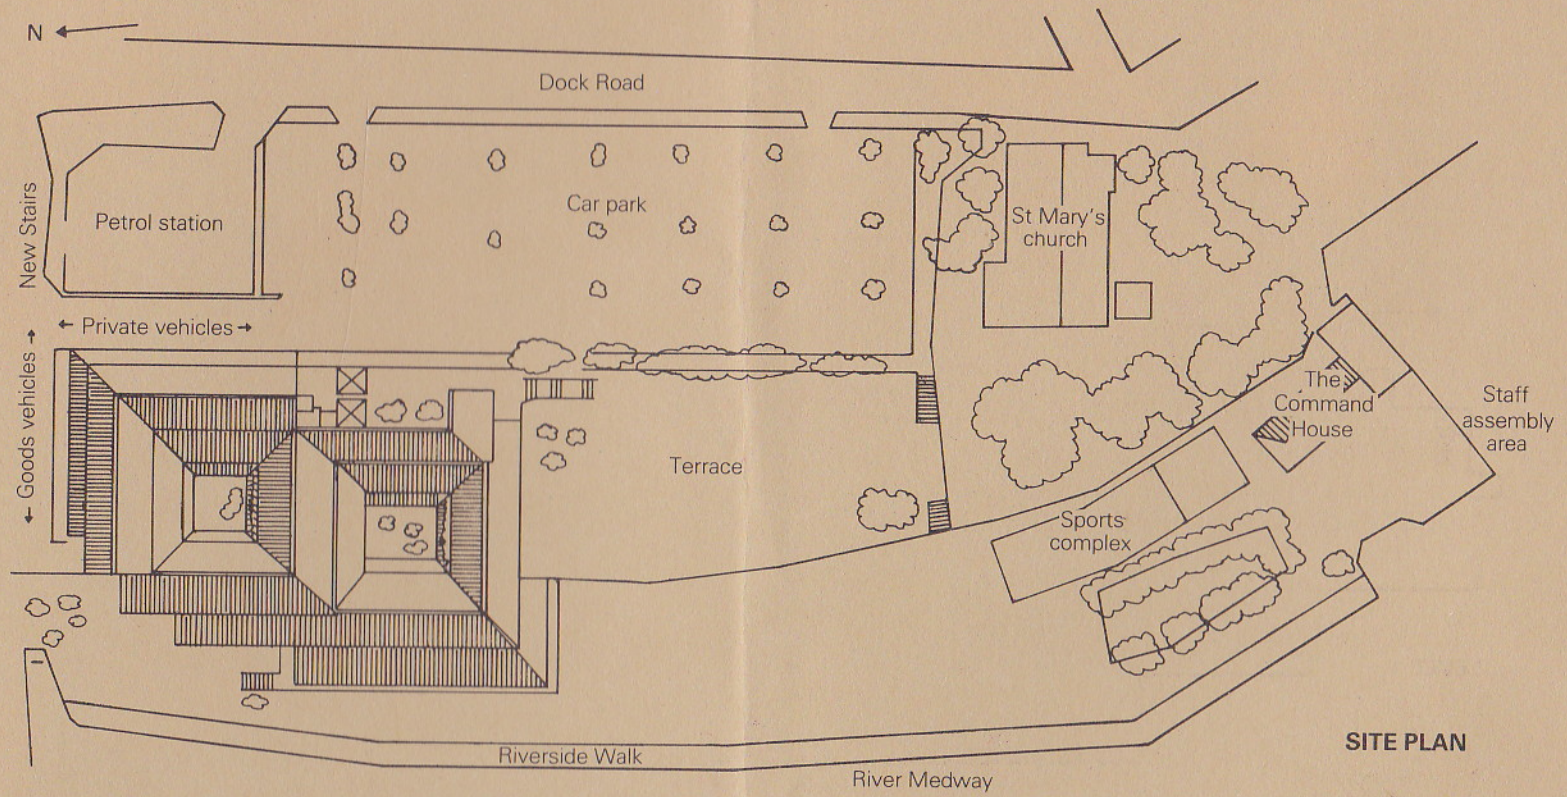 N
Dock Road
New Stairs
Petrol station
Car park
St Mary's
church
← Private vehicles →
← Goods vehicles →
The
Command
House
Staff
assembly
area
Terrace
Sports
complex
SITE PLAN
Riverside Walk
River Medway